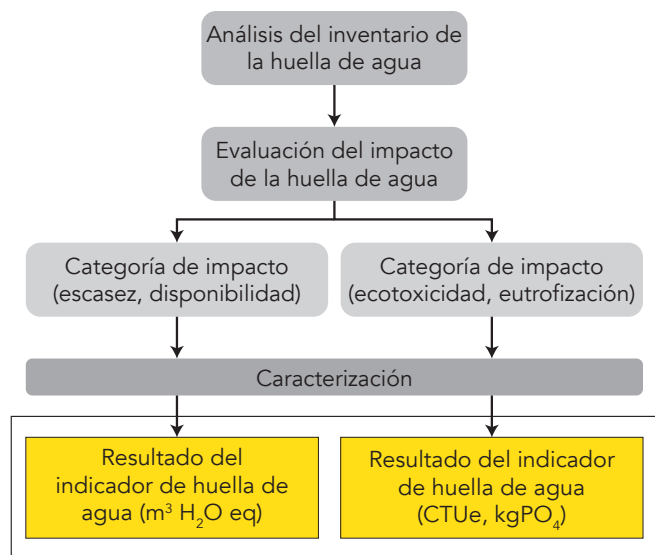 Análisis del inventario de
la huella de agua
Evaluación del impacto
de la huella de agua
Categoría de impacto
(escasez, disponibilidad)
Categoría de impacto
(ecotoxicidad, eutrofización)
Caracterización
Resultado del
indicador de huella de
agua (m³ H₂O eq)
Resultado del indicador
de huella de agua
(CTUe, kgPO₄)